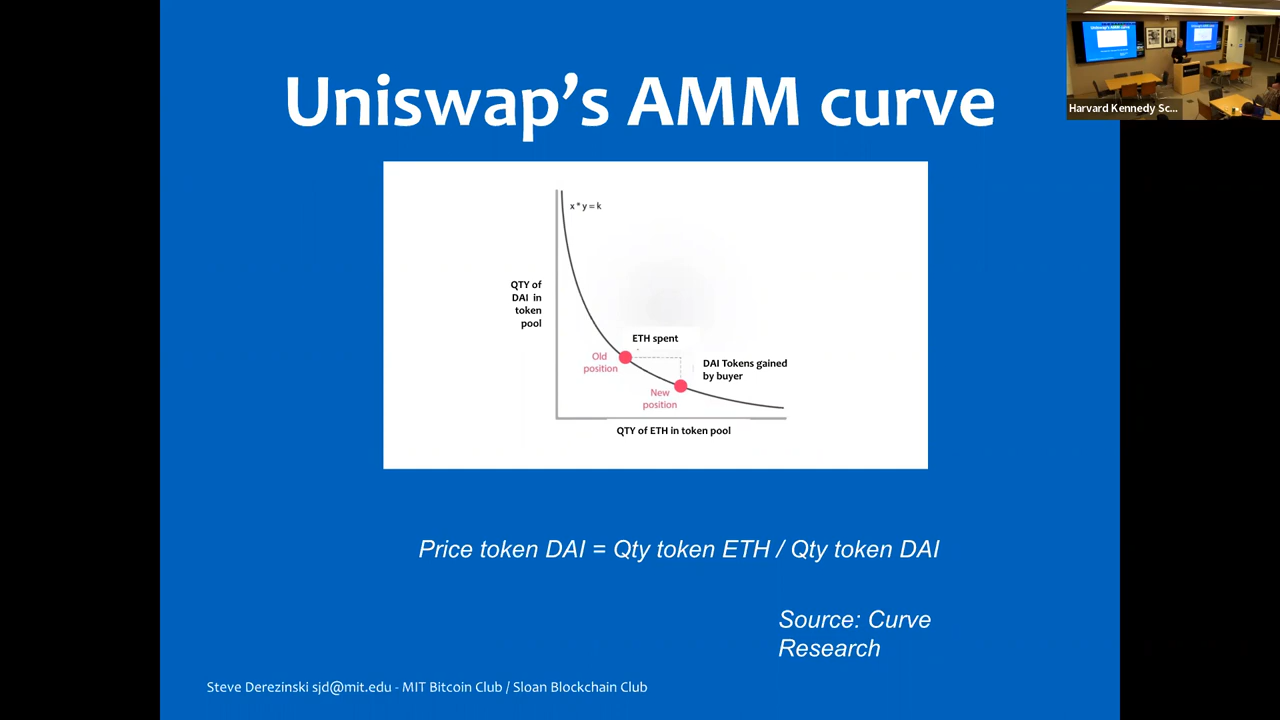 Uniswap's AMM curve
Harvard Kennedy Sc...
x * y = k
QTY of
DAI in
token
pool
ETH spent
Old
position
DAI Tokens gained
by buyer
New
position
QTY of ETH in token pool
Price token DAI = Qty token ETH / Qty token DAI
Source: Curve
Research
Steve Derezinski sjd@mit.edu - MIT Bitcoin Club / Sloan Blockchain Club